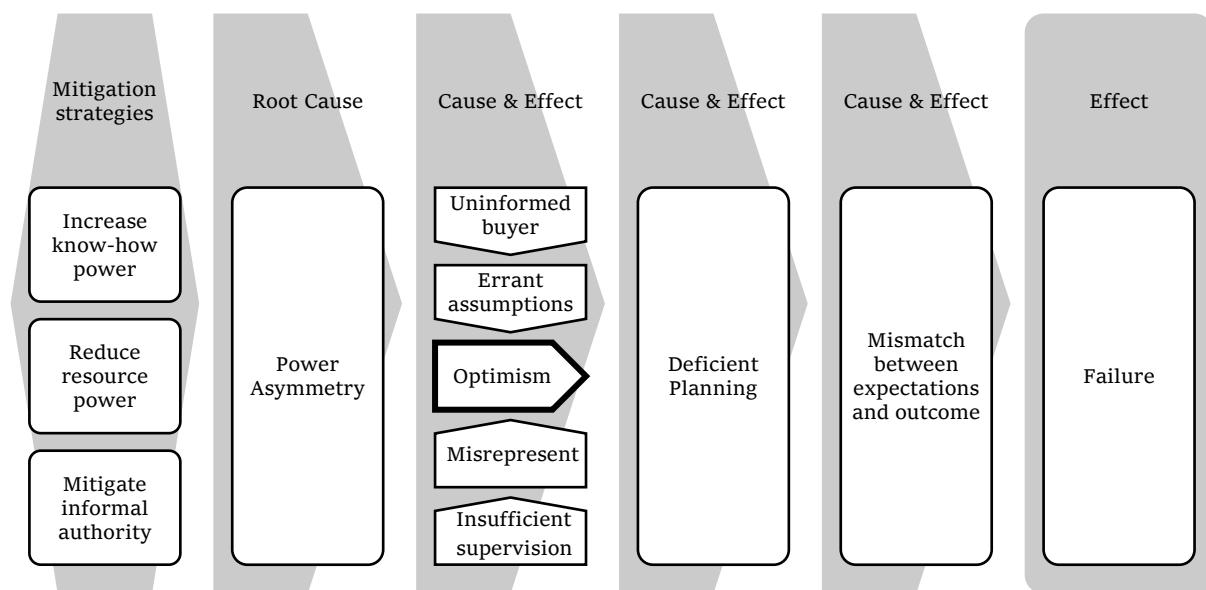 Mitigation
strategies
Root Cause
Cause & Effect
Cause & Effect
Cause & Effect
Effect
Increase
know-how
power
Reduce
resource
power
Mitigate
informal
authority
Power
Asymmetry
Uninformed
buyer
Errant
assumptions
Optimism
Misrepresent
Insufficient
supervision
Deficient
Planning
Mismatch
between
expectations
and outcome
Failure